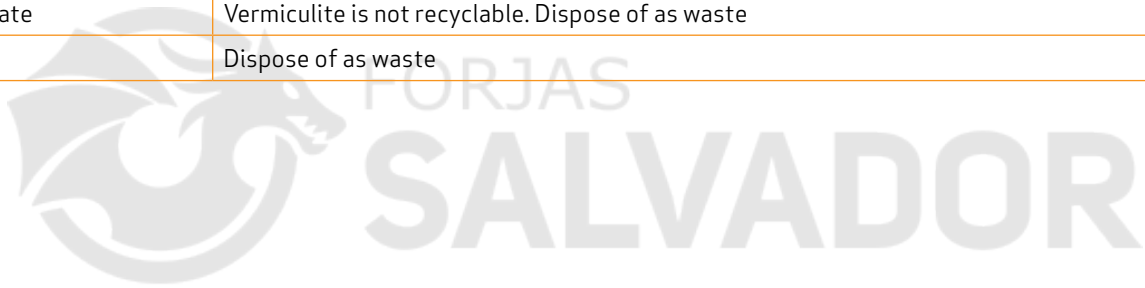 ate Vermiculite is not recyclable. Dispose of as waste
Dispose of as waste
FORJAS
SALVADOR